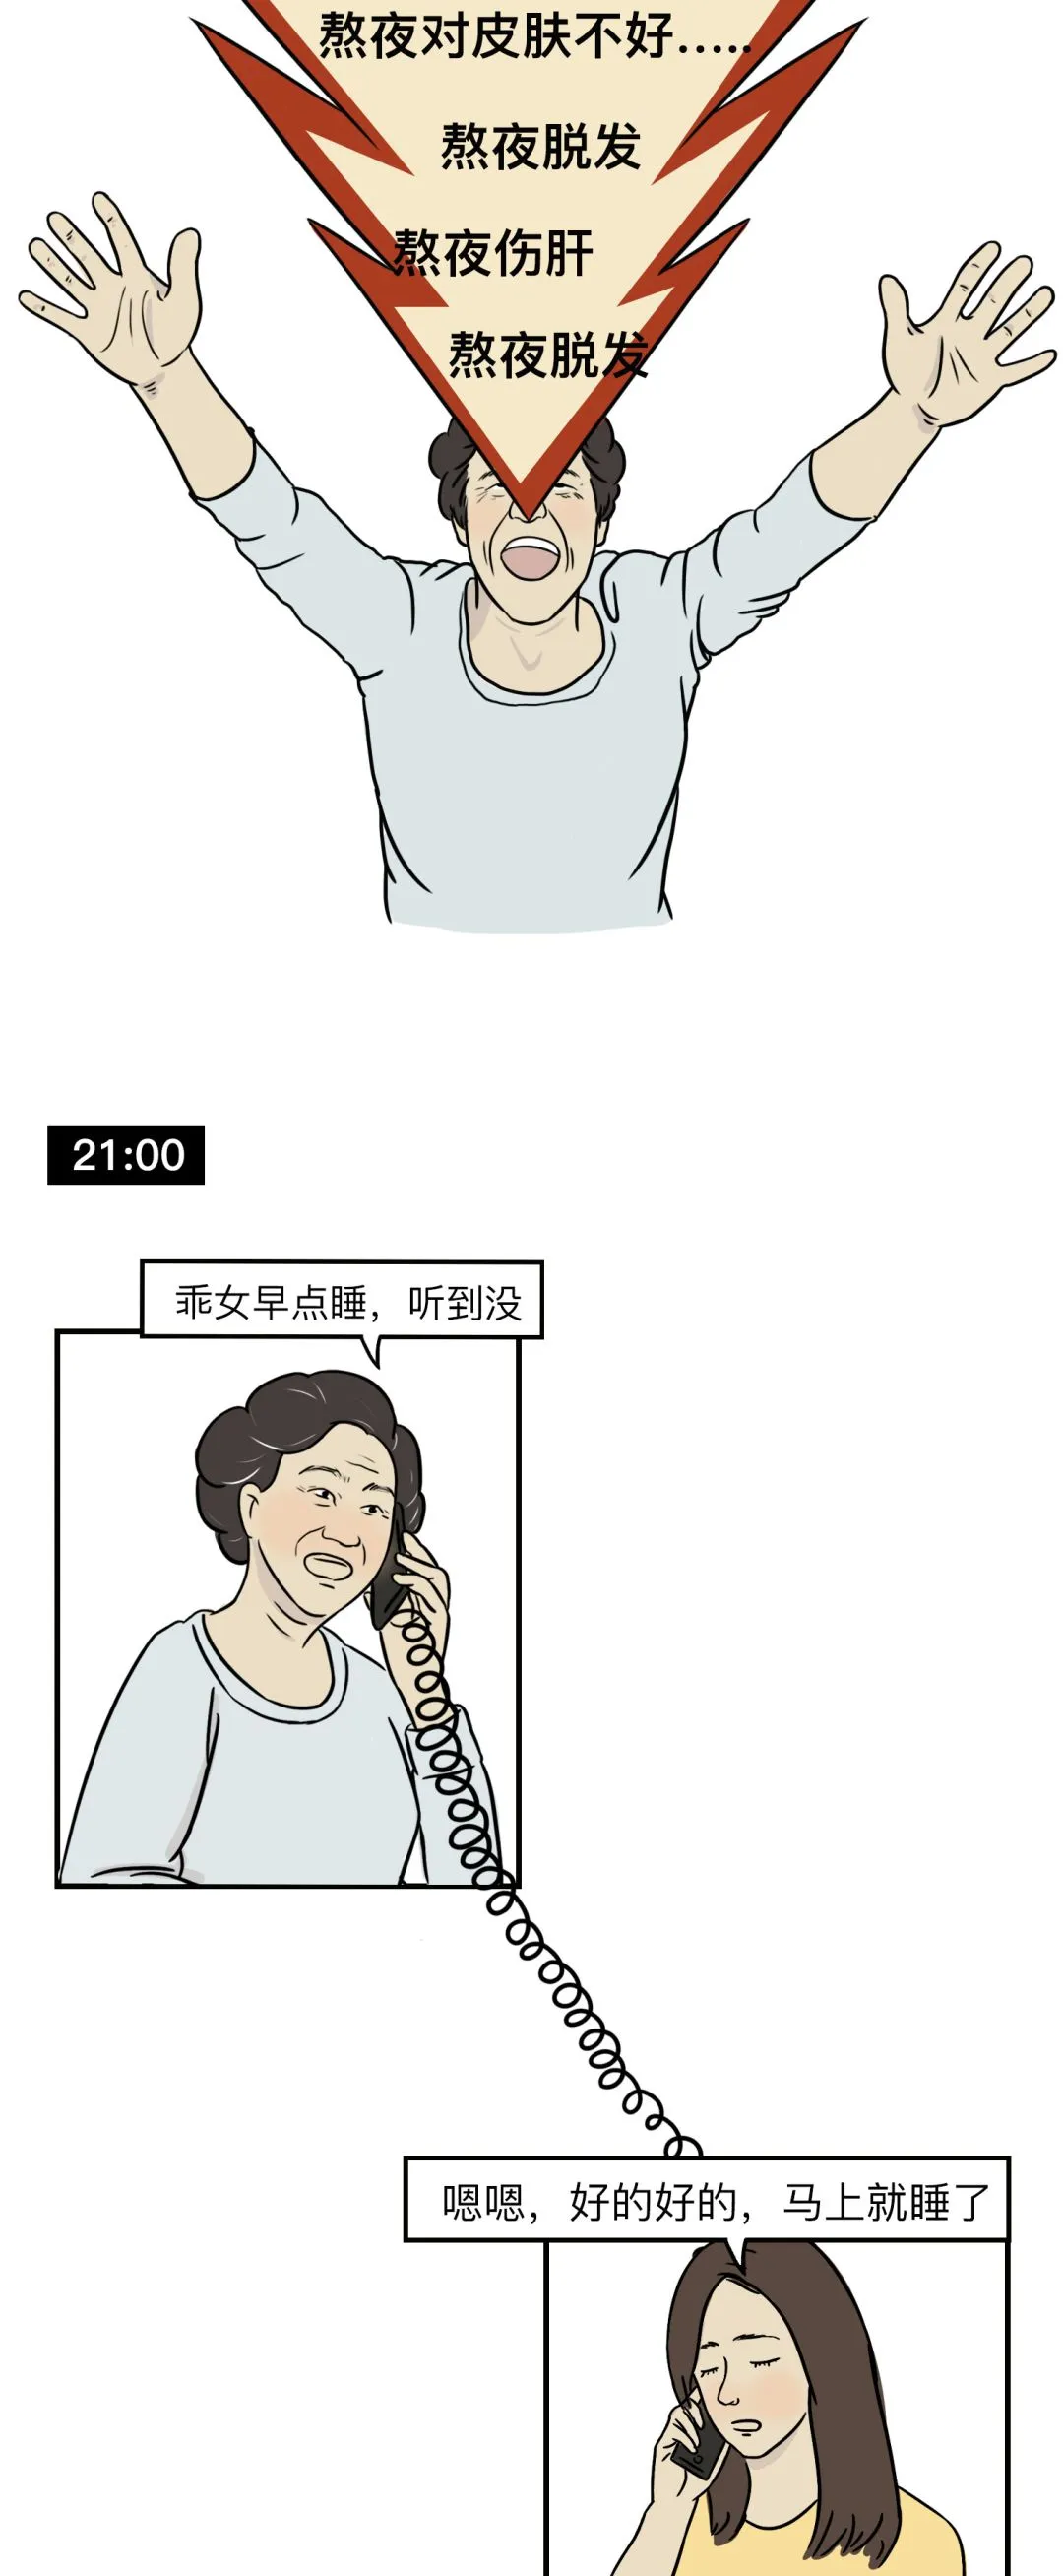 熬夜对皮肤不好.....
熬夜脱发
熬夜伤肝
熬夜脱发
21:00
乖女早点睡，听到没
嗯嗯，好的好的，马上就睡了